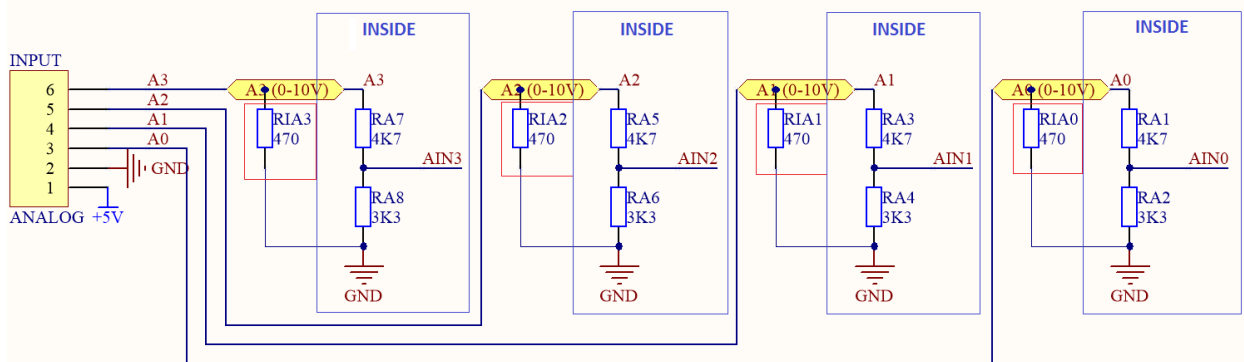 INSIDE
INSIDE
INSIDE
INSIDE
INPUT
6
5
4
3
2
1
A3
A2
A1
A0
GND
+5V
ANALOG
A3 (0-10V)
A3
RIA3
470
RA7
4K7
AIN3
RA8
3K3
GND
A2 (0-10V)
A2
RIA2
470
RA5
4K7
AIN2
RA6
3K3
GND
A1 (0-10V)
A1
RIA1
470
RA3
4K7
AIN1
RA4
3K3
GND
A0 (0-10V)
A0
RIA0
470
RA1
4K7
AIN0
RA2
3K3
GND